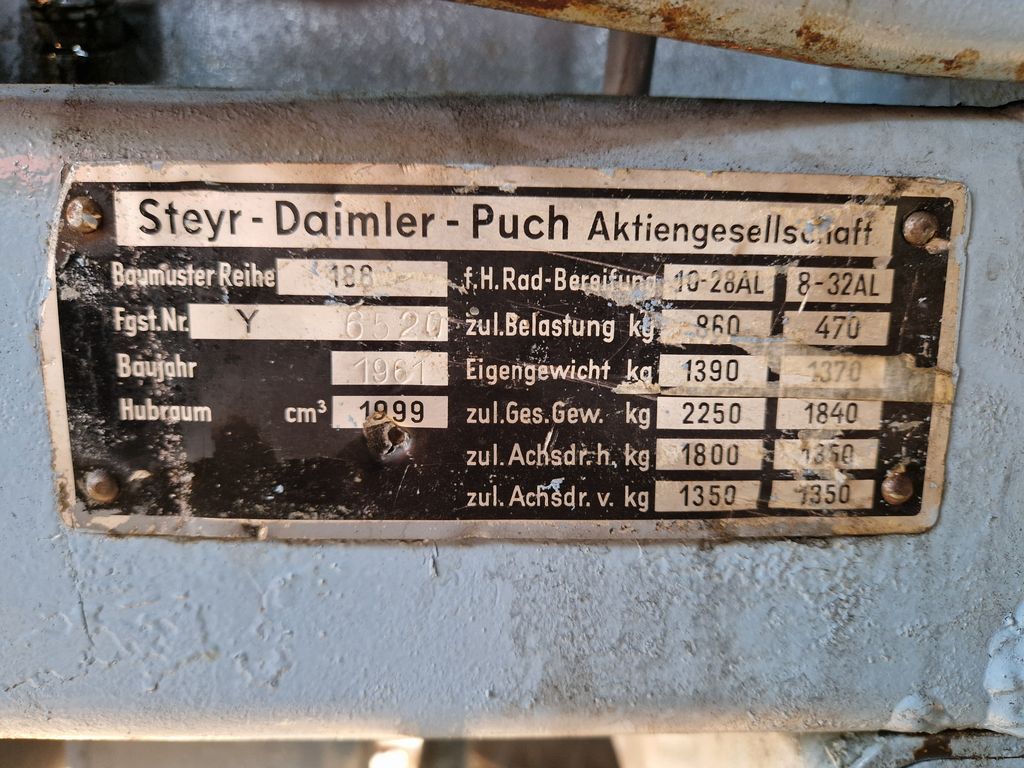 Steyr-Daimler-Puch Aktiengesellschaft
Baumuster Reihe 188 f.H.Rad-Bereifung 10-28AL 8-32AL
Fgst.Nr. Y 6520 zul.Belastung kg 860 470
Baujahr 1961 Eigengewicht kg 1390 1370
Hubraum cm³ 1999 zul.Ges.Gew. kg 2250 1840
zul.Achsdr.h. kg 1800 1350
zul.Achsdr.v. kg 1350 1350